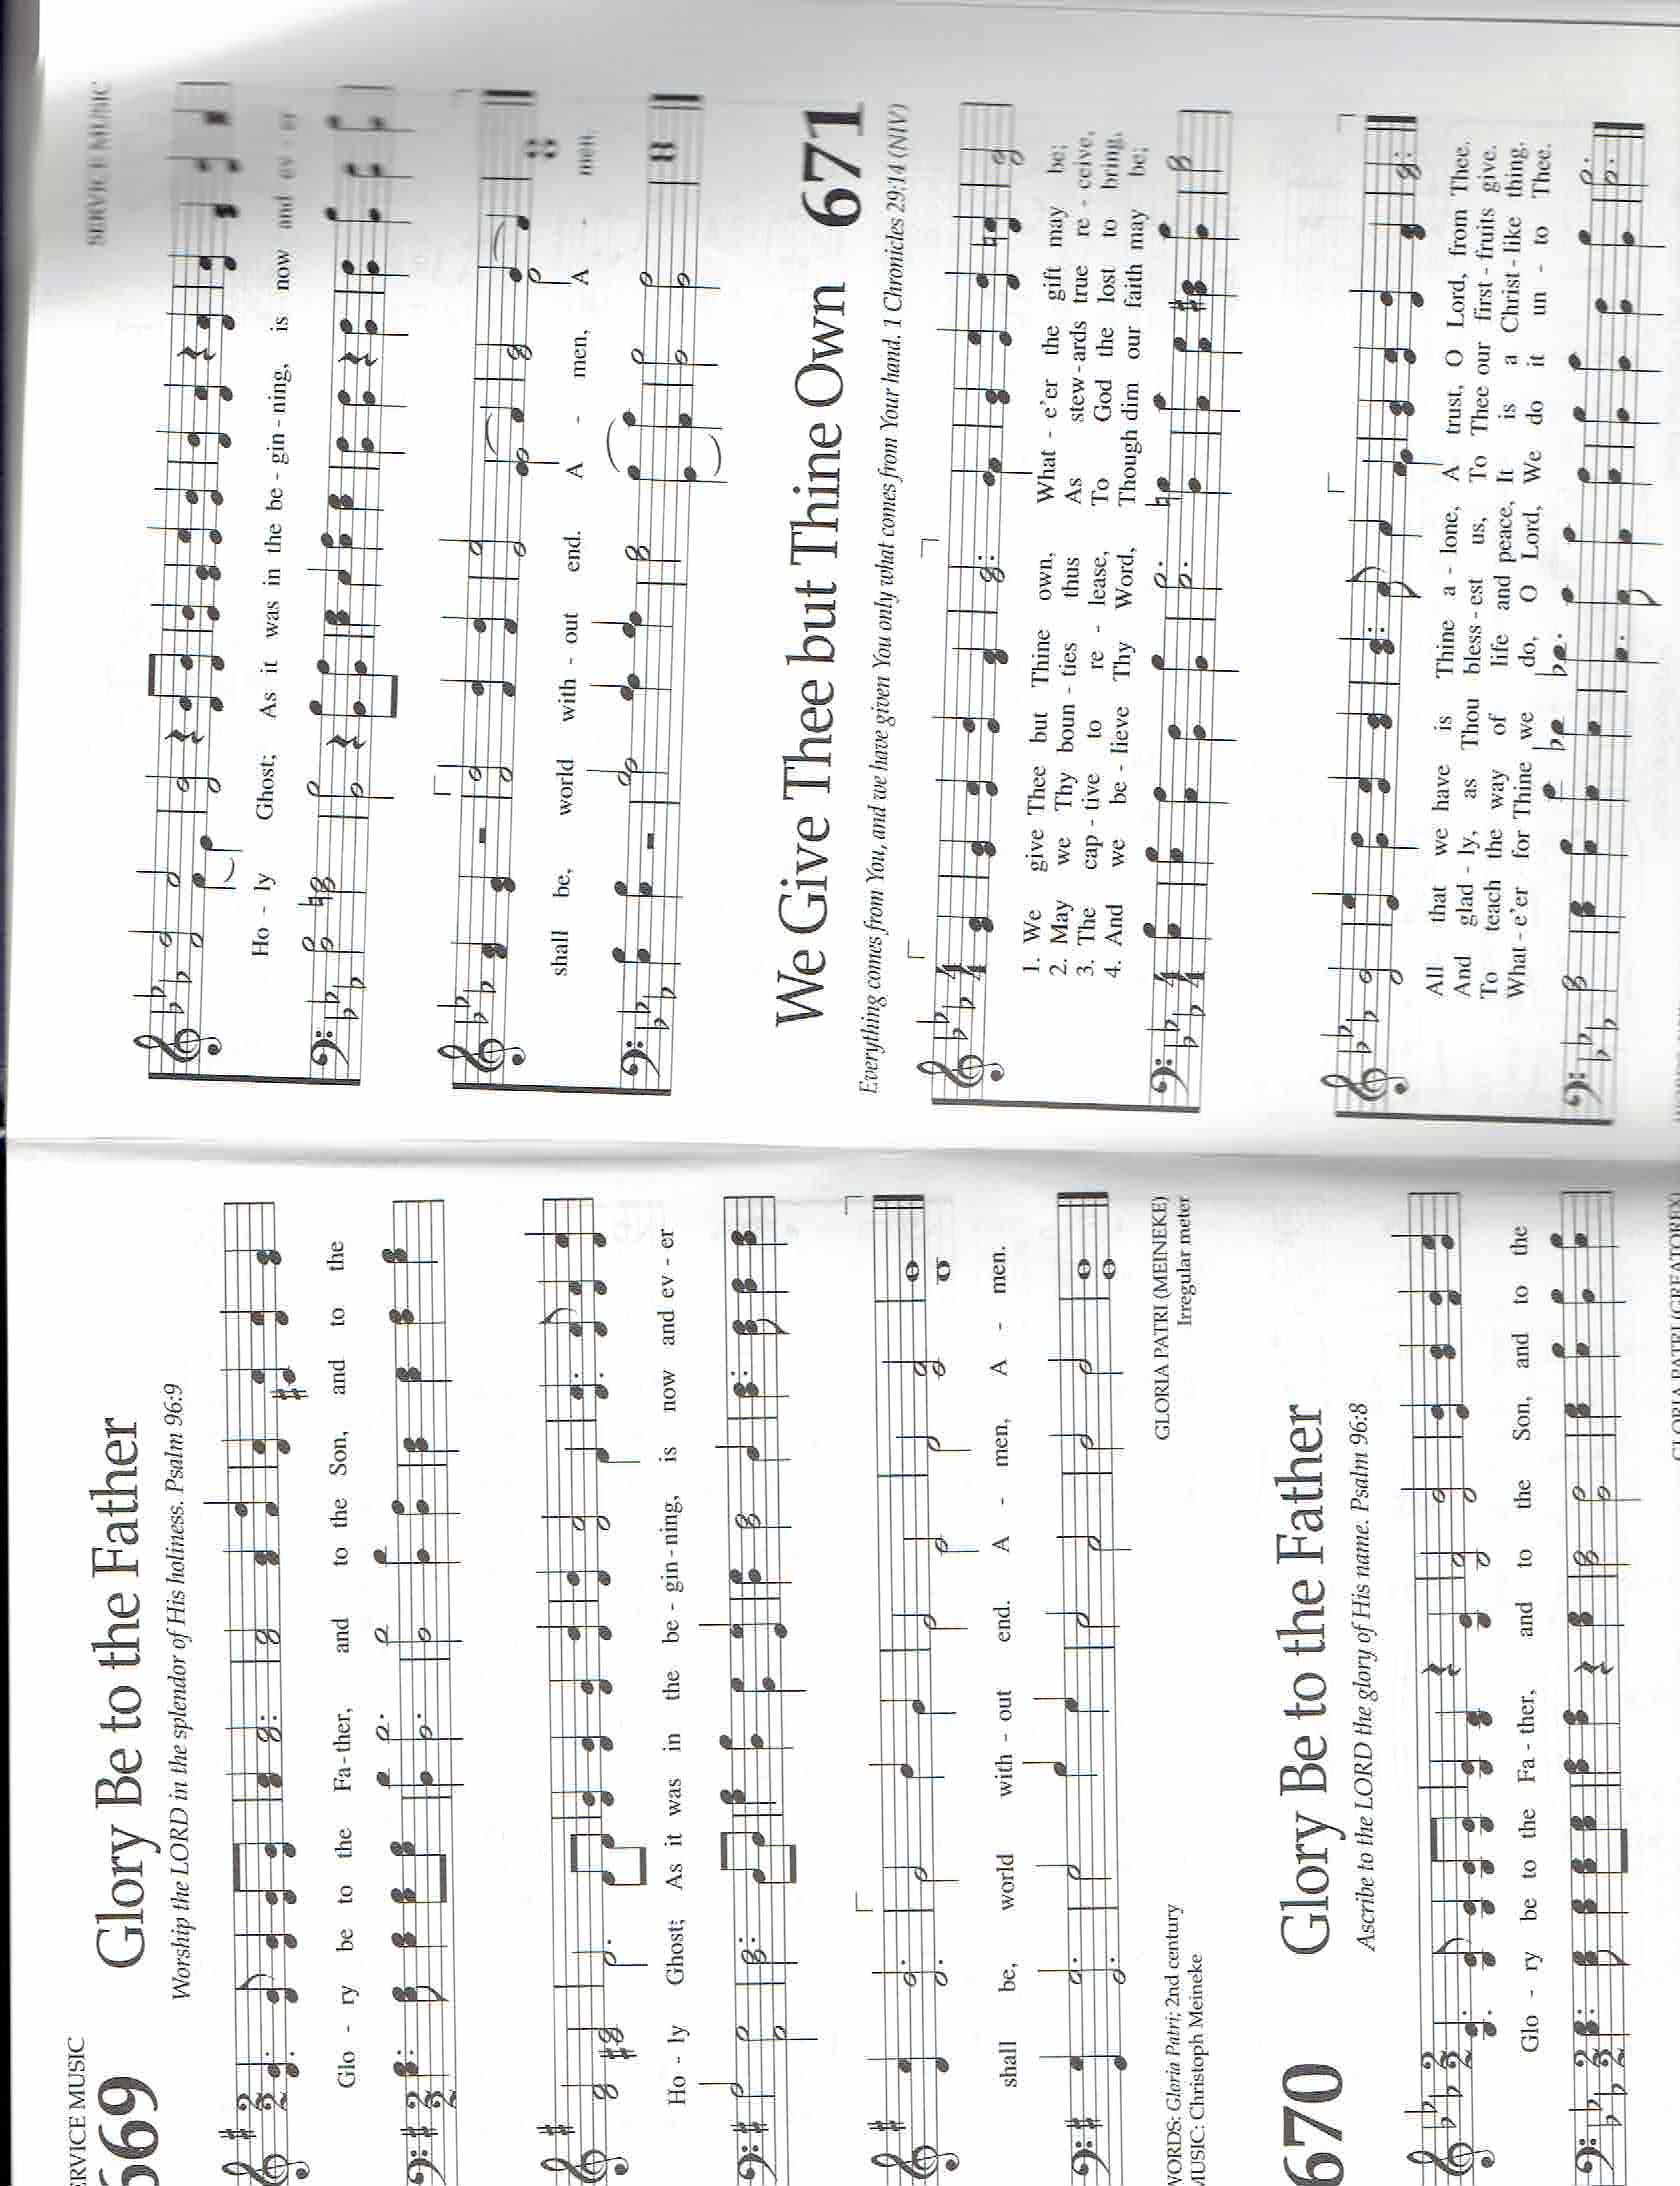 SERVICE MUSIC
669 Glory Be to the Father
Worship the LORD in the splendor of His holiness. Psalm 96:9
Glo - ry be to the Fa - ther, and to the Son, and to the
Ho - ly Ghost; As it was in the be - gin - ning, is now and ev - er
shall be, world with - out end. A - men, A - men.
WORDS: Gloria Patri; 2nd century
MUSIC: Christoph Meineke
GLORIA PATRI (MEINEKE)
Irregular meter
670 Glory Be to the Father
Ascribe to the LORD the glory of His name. Psalm 96:8
Glo - ry be to the Fa - ther, and to the Son, and to the
GLORIA PATRI (GREATOREX)
SERVICE MUSIC
Ho - ly Ghost; As it was in the be - gin - ning, is now and ev - er
shall be, world with - out end. A - men, A - men.
We Give Thee but Thine Own 671
Everything comes from You, and we have given You only what comes from Your hand. 1 Chronicles 29:14 (NIV)
1. We give Thee but Thine own, What - e'er the gift may be;
2. May we Thy boun - ties thus As stew - ards true re - ceive,
3. The cap - tive to re - lease, To God the lost to bring,
4. And we be - lieve Thy Word, Though dim our faith may be;
All that we have is Thine a - lone, A trust, O Lord, from Thee.
And glad - ly, as Thou bless - est us, To Thee our first - fruits give.
To teach the way of life and peace, It is a Christ - like thing.
What - e'er for Thine we do, O Lord, We do it un - to Thee.